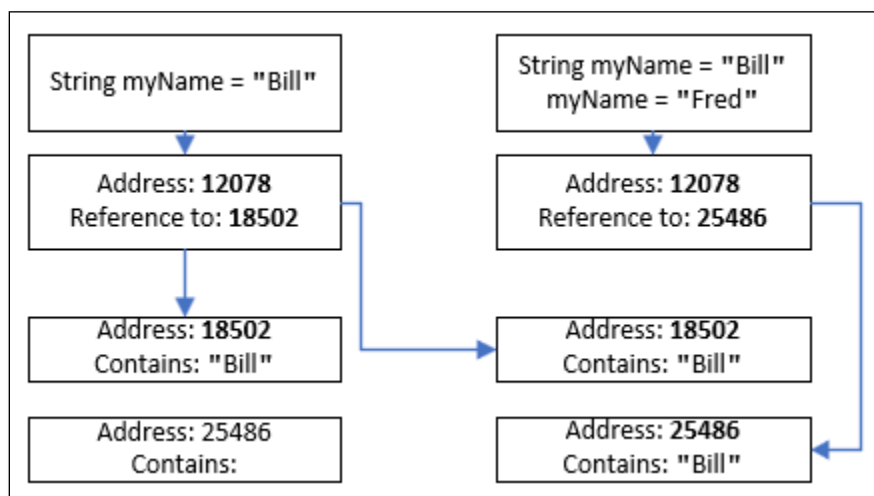 String myName = "Bill"
Address: 12078
Reference to: 18502
Address: 18502
Contains: "Bill"
Address: 25486
Contains:
String myName = "Bill"
myName = "Fred"
Address: 12078
Reference to: 25486
Address: 18502
Contains: "Bill"
Address: 25486
Contains: "Bill"